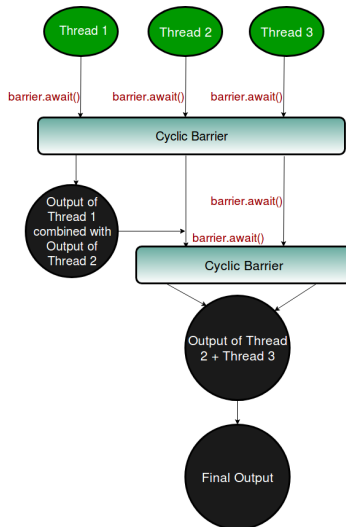 Thread 1
Thread 2
Thread 3
barrier.await()
barrier.await()
barrier.await()
Cyclic Barrier
Output of
Thread 1
combined with
Output of
Thread 2
barrier.await()
barrier.await()
Cyclic Barrier
Output of Thread
2 + Thread 3
Final Output